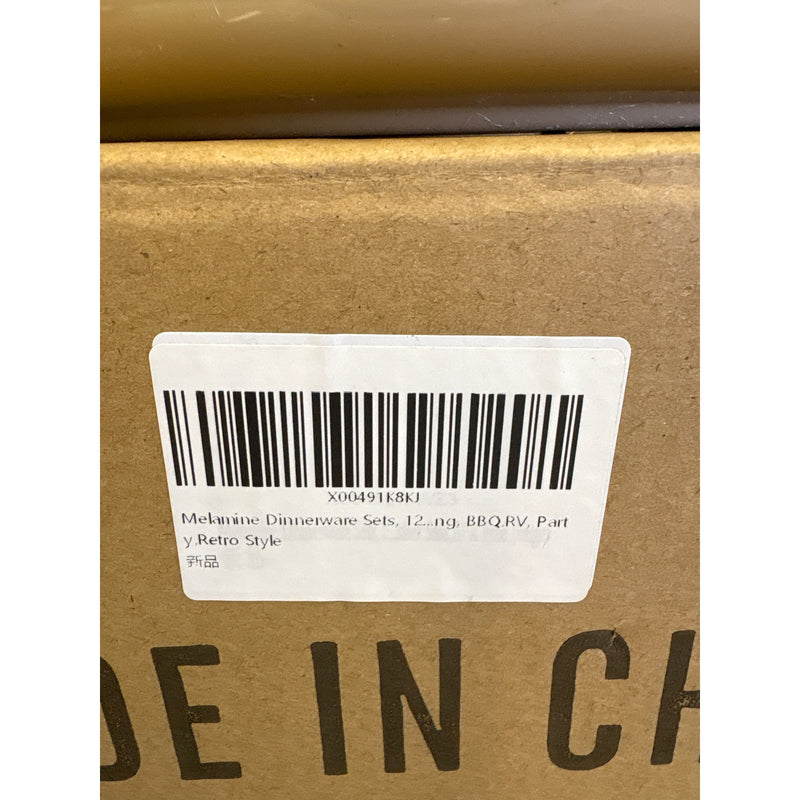 X00491K8KJ
Melamine Dinnerware Sets, 12...ng, BBQ,RV, Part
y,Retro Style
新品
DE IN CH